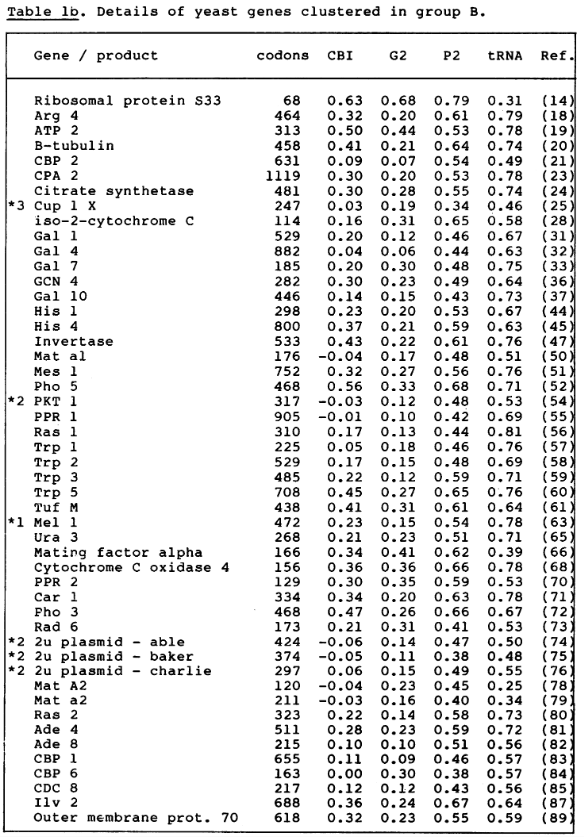 Table 1b. Details of yeast genes clustered in group B.
Gene / product codons CBI G2 P2 tRNA Ref.
Ribosomal protein S33 68 0.63 0.68 0.79 0.31 (14)
Arg 4 464 0.32 0.20 0.61 0.79 (18)
ATP 2 313 0.50 0.44 0.53 0.78 (19)
B-tubulin 458 0.41 0.21 0.64 0.74 (20)
CBP 2 631 0.09 0.07 0.54 0.49 (21)
CPA 2 1119 0.30 0.20 0.53 0.78 (23)
Citrate synthetase 481 0.30 0.28 0.55 0.74 (24)
*3 Cup 1 X 247 0.03 0.19 0.34 0.46 (25)
iso-2-cytochrome C 114 0.16 0.31 0.65 0.58 (28)
Gal 1 529 0.20 0.12 0.46 0.67 (31)
Gal 4 882 0.04 0.06 0.44 0.63 (32)
Gal 7 185 0.20 0.30 0.48 0.75 (33)
GCN 4 282 0.30 0.23 0.49 0.64 (36)
Gal 10 446 0.14 0.15 0.43 0.73 (37)
His 1 298 0.23 0.20 0.53 0.67 (44)
His 4 800 0.37 0.21 0.59 0.63 (45)
Invertase 533 0.43 0.22 0.61 0.76 (47)
Mat a1 176 -0.04 0.17 0.48 0.51 (50)
Mes 1 752 0.32 0.27 0.56 0.76 (51)
Pho 5 468 0.56 0.33 0.68 0.71 (52)
*2 PKT 1 317 -0.03 0.12 0.48 0.53 (54)
PPR 1 905 -0.01 0.10 0.42 0.69 (55)
Ras 1 310 0.17 0.13 0.44 0.81 (56)
Trp 1 225 0.05 0.18 0.46 0.76 (57)
Trp 2 529 0.17 0.15 0.48 0.69 (58)
Trp 3 485 0.22 0.12 0.59 0.71 (59)
Trp 5 708 0.45 0.27 0.65 0.76 (60)
Tuf M 438 0.41 0.31 0.61 0.64 (61)
*1 Mel 1 472 0.23 0.15 0.54 0.78 (63)
Ura 3 268 0.21 0.23 0.51 0.71 (65)
Mating factor alpha 166 0.34 0.41 0.62 0.39 (66)
Cytochrome C oxidase 4 156 0.36 0.36 0.66 0.78 (68)
PPR 2 129 0.30 0.35 0.59 0.53 (70)
Car 1 334 0.34 0.20 0.63 0.78 (71)
Pho 3 468 0.47 0.26 0.66 0.67 (72)
Rad 6 173 0.21 0.31 0.41 0.53 (73)
*2 2u plasmid - able 424 -0.06 0.14 0.47 0.50 (74)
*2 2u plasmid - baker 374 -0.05 0.11 0.38 0.48 (75)
*2 2u plasmid - charlie 297 0.06 0.15 0.49 0.55 (76)
Mat A2 120 -0.04 0.23 0.45 0.25 (78)
Mat a2 211 -0.03 0.16 0.40 0.34 (79)
Ras 2 323 0.22 0.14 0.58 0.73 (80)
Ade 4 511 0.28 0.23 0.59 0.72 (81)
Ade 8 215 0.10 0.10 0.51 0.56 (82)
CBP 1 655 0.11 0.09 0.46 0.57 (83)
CBP 6 163 0.00 0.30 0.38 0.57 (84)
CDC 8 217 0.12 0.12 0.43 0.56 (85)
Ilv 2 688 0.36 0.24 0.67 0.64 (87)
Outer membrane prot. 70 618 0.32 0.23 0.55 0.59 (89)